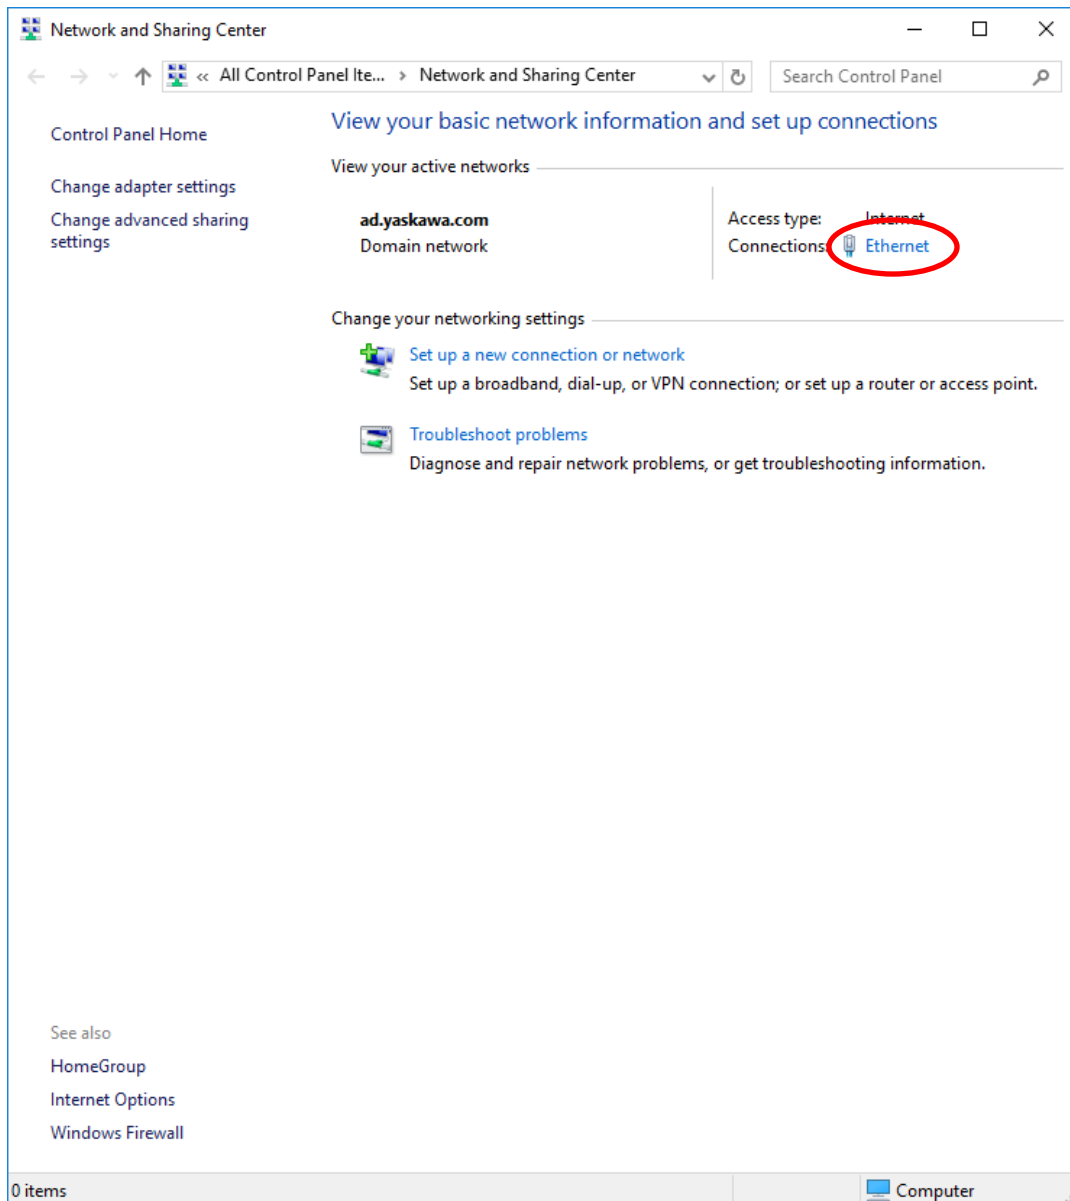 Network and Sharing Center
« All Control Panel Ite... > Network and Sharing Center
Search Control Panel
Control Panel Home
Change adapter settings
Change advanced sharing
settings
View your basic network information and set up connections
View your active networks
ad.yaskawa.com
Domain network
Access type: Internet
Connections: Ethernet
Change your networking settings
Set up a new connection or network
Set up a broadband, dial-up, or VPN connection; or set up a router or access point.
Troubleshoot problems
Diagnose and repair network problems, or get troubleshooting information.
See also
HomeGroup
Internet Options
Windows Firewall
0 items
Computer